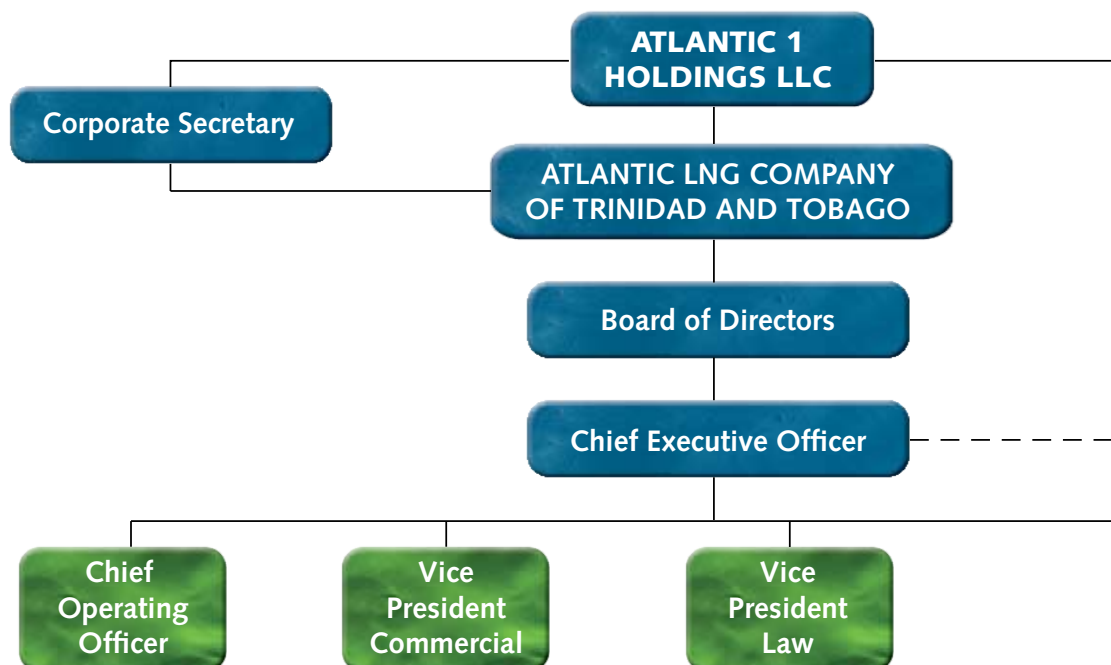 ATLANTIC 1
HOLDINGS LLC
Corporate Secretary
ATLANTIC LNG COMPANY
OF TRINIDAD AND TOBAGO
Board of Directors
Chief Executive Officer
Chief
Operating
Officer
Vice
President
Commercial
Vice
President
Law